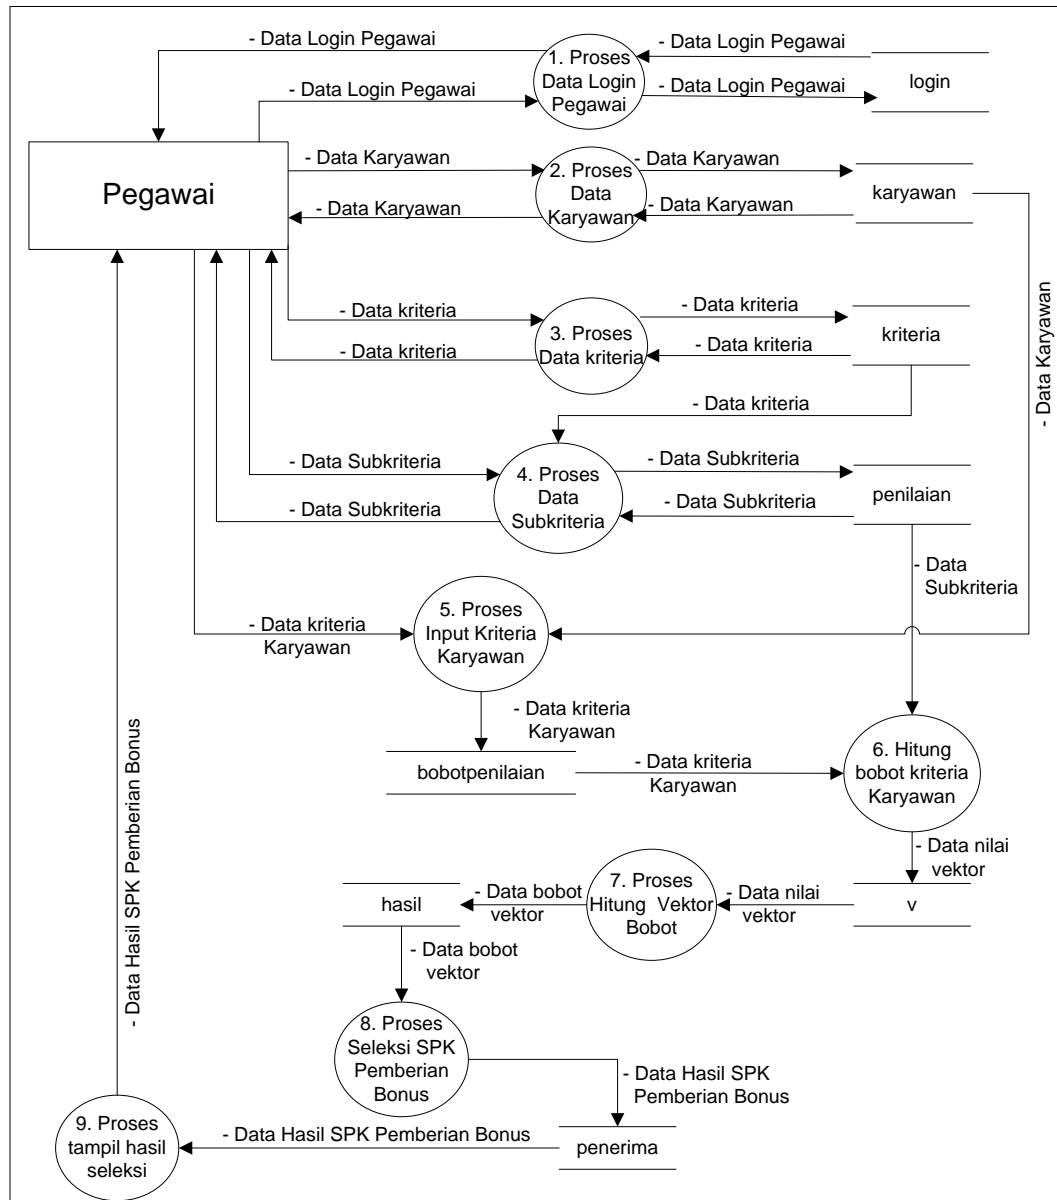 - Data Login Pegawai
- Data Login Pegawai
1. Proses
Data Login
Pegawai
login
- Data Login Pegawai
- Data Login Pegawai
Pegawai
- Data Karyawan
- Data Karyawan
2. Proses
Data
Karyawan
karyawan
- Data Karyawan
- Data Karyawan
- Data Karyawan
- Data kriteria
- Data kriteria
3. Proses
Data kriteria
kriteria
- Data kriteria
- Data kriteria
- Data kriteria
- Data Subkriteria
- Data Subkriteria
4. Proses
Data
Subkriteria
penilaian
- Data Subkriteria
- Data Subkriteria
- Data
Subkriteria
5. Proses
Input Kriteria
Karyawan
- Data kriteria
Karyawan
- Data kriteria
Karyawan
bobotpenilaian
- Data kriteria
Karyawan
6. Hitung
bobot kriteria
Karyawan
- Data Hasil SPK Pemberian Bonus
- Data nilai
vektor
hasil
- Data bobot
vektor
7. Proses
Hitung Vektor
Bobot
- Data nilai
vektor
v
- Data bobot
vektor
8. Proses
Seleksi SPK
Pemberian
Bonus
- Data Hasil SPK
Pemberian Bonus
9. Proses
tampil hasil
seleksi
- Data Hasil SPK Pemberian Bonus
penerima